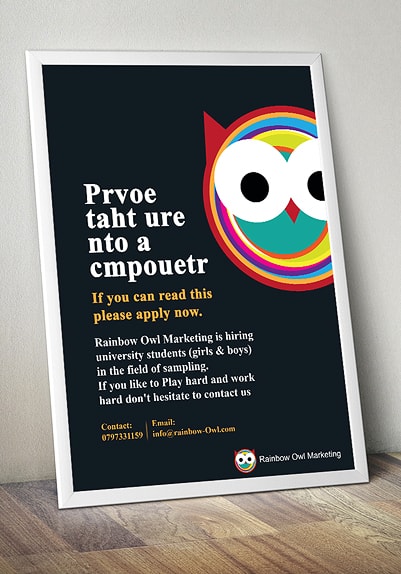 Prvoe
taht ure
nto a
cmpouetr
If you can read this
please apply now.
Rainbow Owl Marketing is hiring
university students (girls & boys)
in the field of sampling.
If you like to Play hard and work
hard don't hesitate to contact us
Contact: Email:
0797331159 info@rainbow-Owl.com
Rainbow Owl Marketing